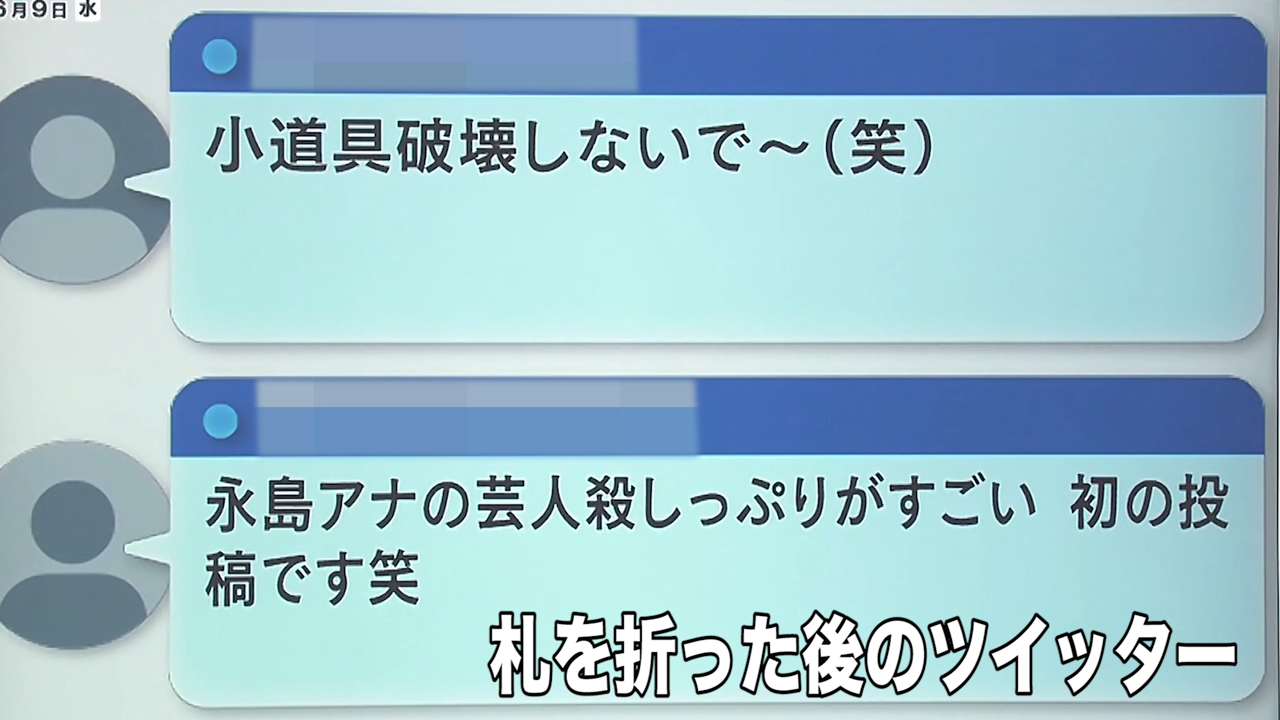 6月9日 水
小道具破壊しないで～(笑)
永島アナの芸人殺しっぷりがすごい 初の投
稿です笑
札を折った後のツイッター